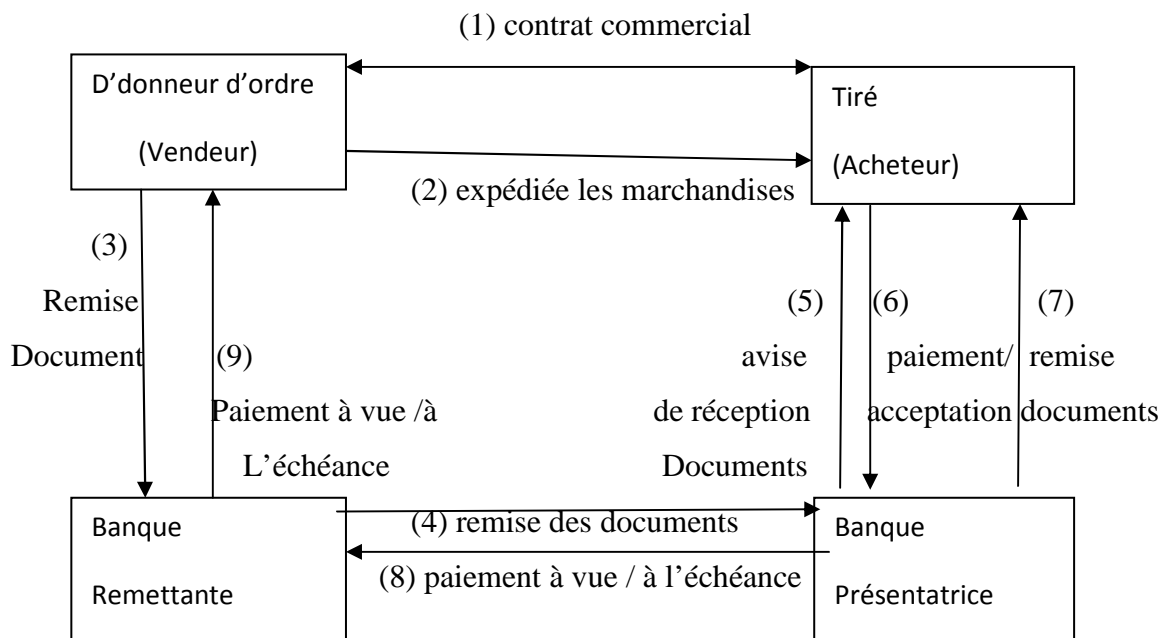 (1) contrat commercial
D’donneur d’ordre
(Vendeur)
Tiré
(Acheteur)
(2) expédiée les marchandises
(3)
Remise
Document
(9)
Paiement à vue /à
L’échéance
(5)
avise
de réception
Documents
(6)
paiement/
acceptation
(7)
remise
documents
Banque
Remettante
(4) remise des documents
(8) paiement à vue / à l’échéance
Banque
Présentatrice